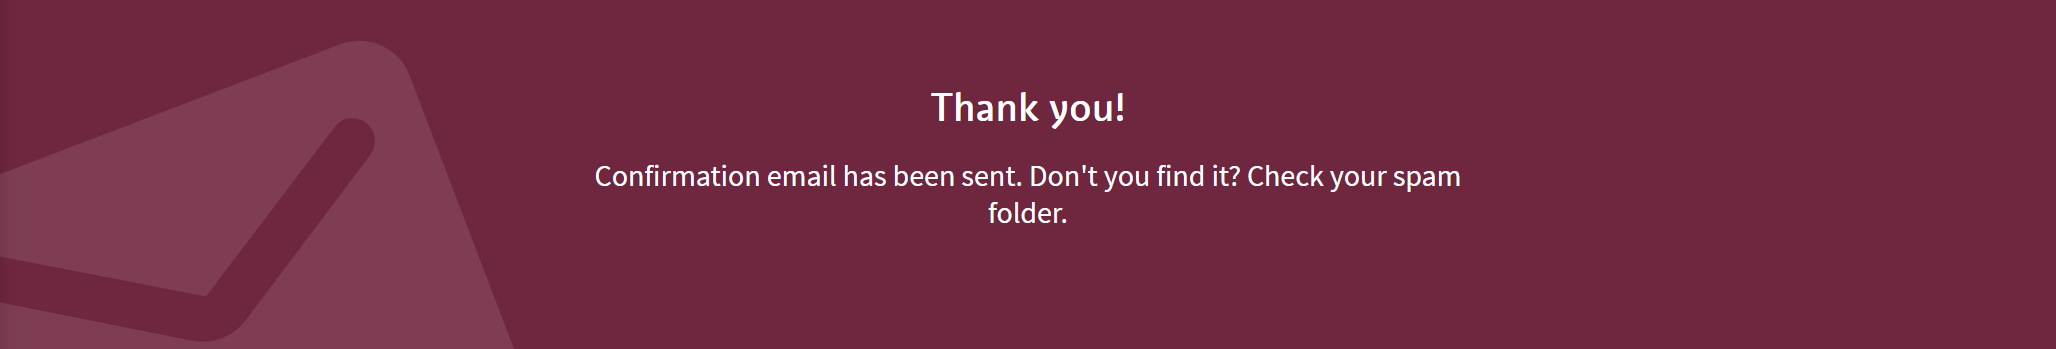 Thank you!
Confirmation email has been sent. Don't you find it? Check your spam
folder.